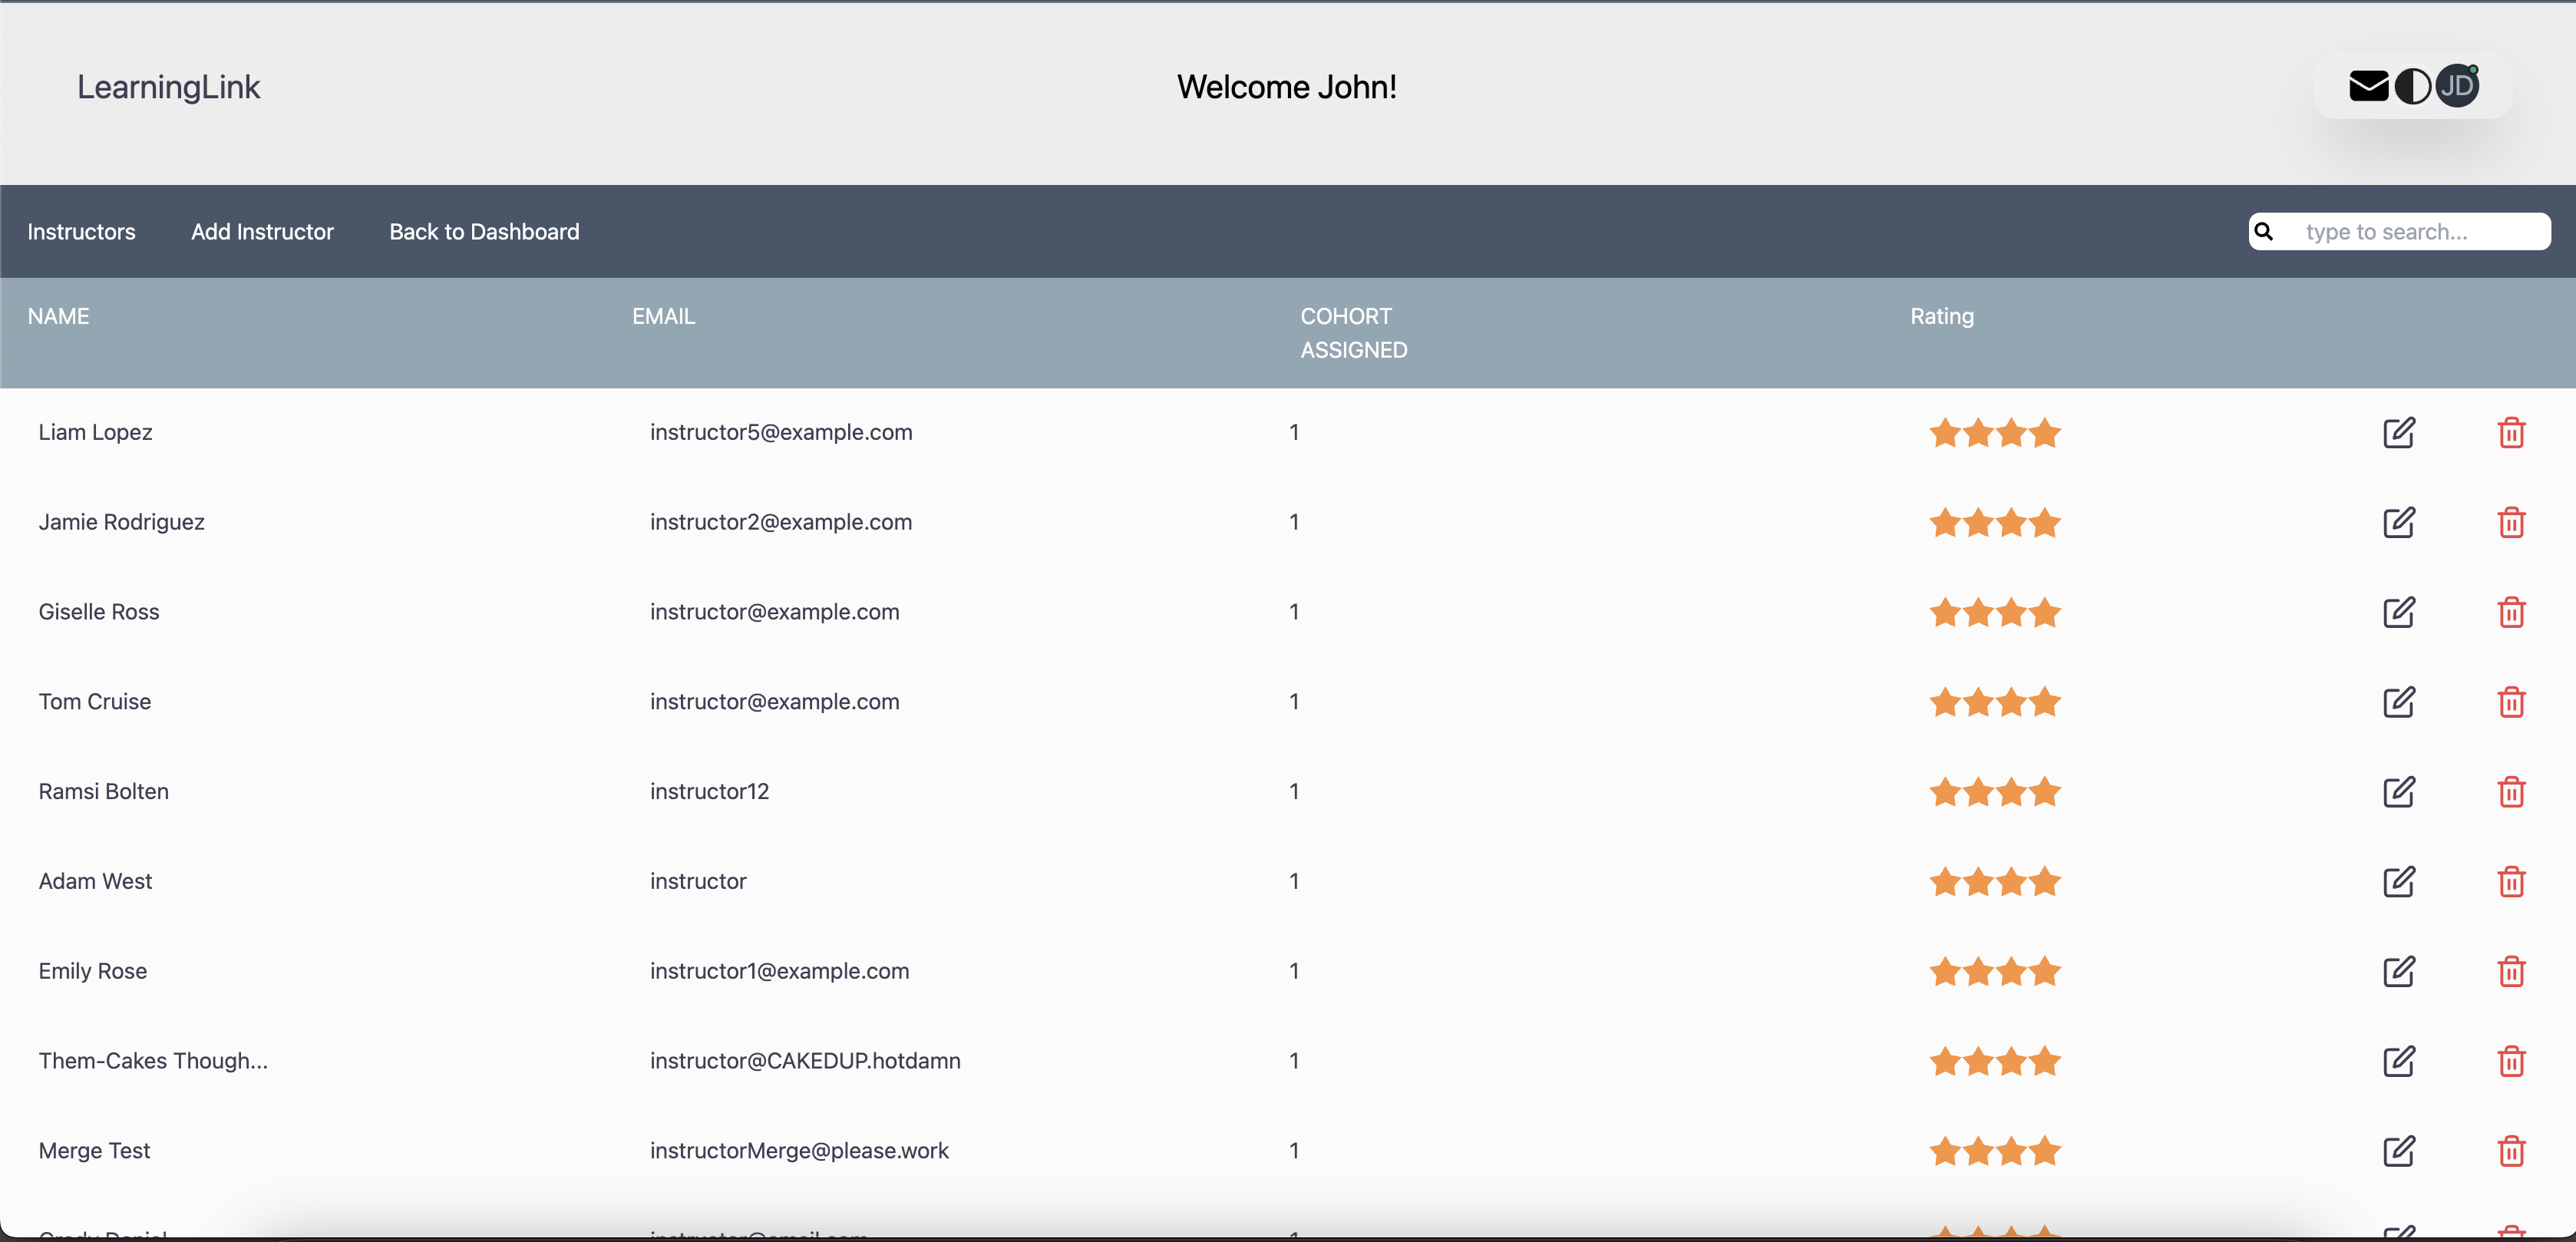 LearningLink
Welcome John!
JD
Instructors Add Instructor Back to Dashboard type to search...
NAME EMAIL COHORT ASSIGNED Rating
Liam Lopez instructor5@example.com 1
Jamie Rodriguez instructor2@example.com 1
Giselle Ross instructor@example.com 1
Tom Cruise instructor@example.com 1
Ramsi Bolten instructor12 1
Adam West instructor 1
Emily Rose instructor1@example.com 1
Them-Cakes Though... instructor@CAKEDUP.hotdamn 1
Merge Test instructorMerge@please.work 1